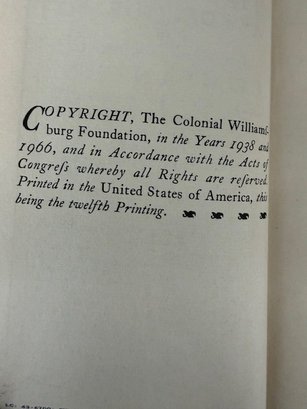 COPYRIGHT, The Colonial Williamſ-
burg Foundation, in the Years 1938 and
1966, and in Accordance with the Acts of
Congreſs whereby all Rights are reſerved.
Printed in the United States of America, this
being the twelfth Printing.